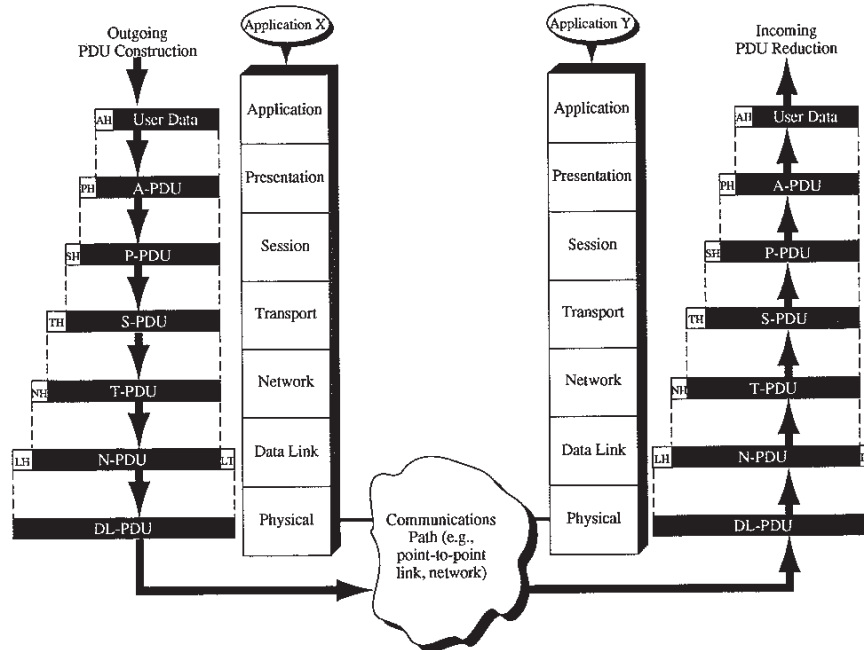 Outgoing
PDU Construction
Application X
Application Y
Incoming
PDU Reduction
AH User Data
Application
Application
AH User Data
PH A-PDU
Presentation
Presentation
PH A-PDU
SH P-PDU
Session
Session
SH P-PDU
TH S-PDU
Transport
Transport
TH S-PDU
NH T-PDU
Network
Network
NH T-PDU
LH N-PDU LT
Data Link
Data Link
LH N-PDU
DL-PDU
Physical
Communications
Path (e.g.,
point-to-point
link, network)
Physical
DL-PDU